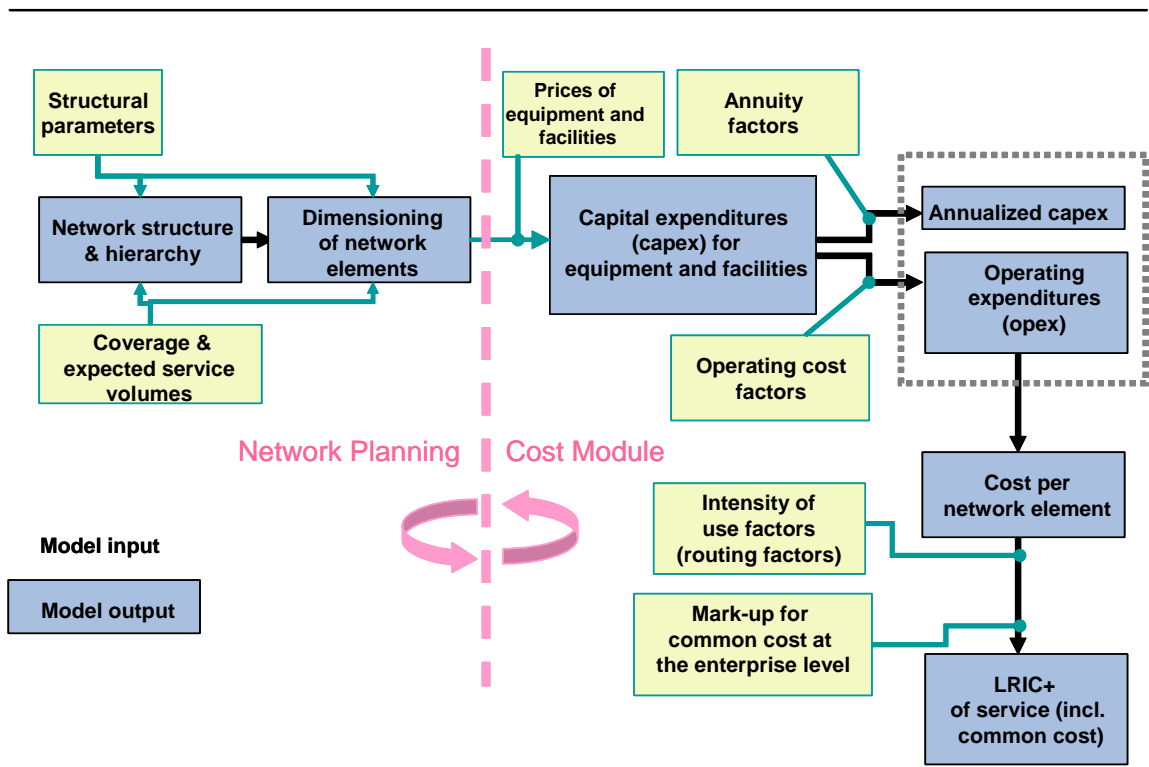 Structural
parameters
Prices of
equipment and
facilities
Annuity
factors
Network structure
& hierarchy
Dimensioning
of network
elements
Capital expenditures
(capex) for
equipment and facilities
Annualized capex
Operating
expenditures
(opex)
Coverage &
expected service
volumes
Operating cost
factors
Network Planning
Cost Module
Cost per
network element
Intensity of
use factors
(routing factors)
Model input
Model output
Mark-up for
common cost at
the enterprise level
LRIC+
of service (incl.
common cost)